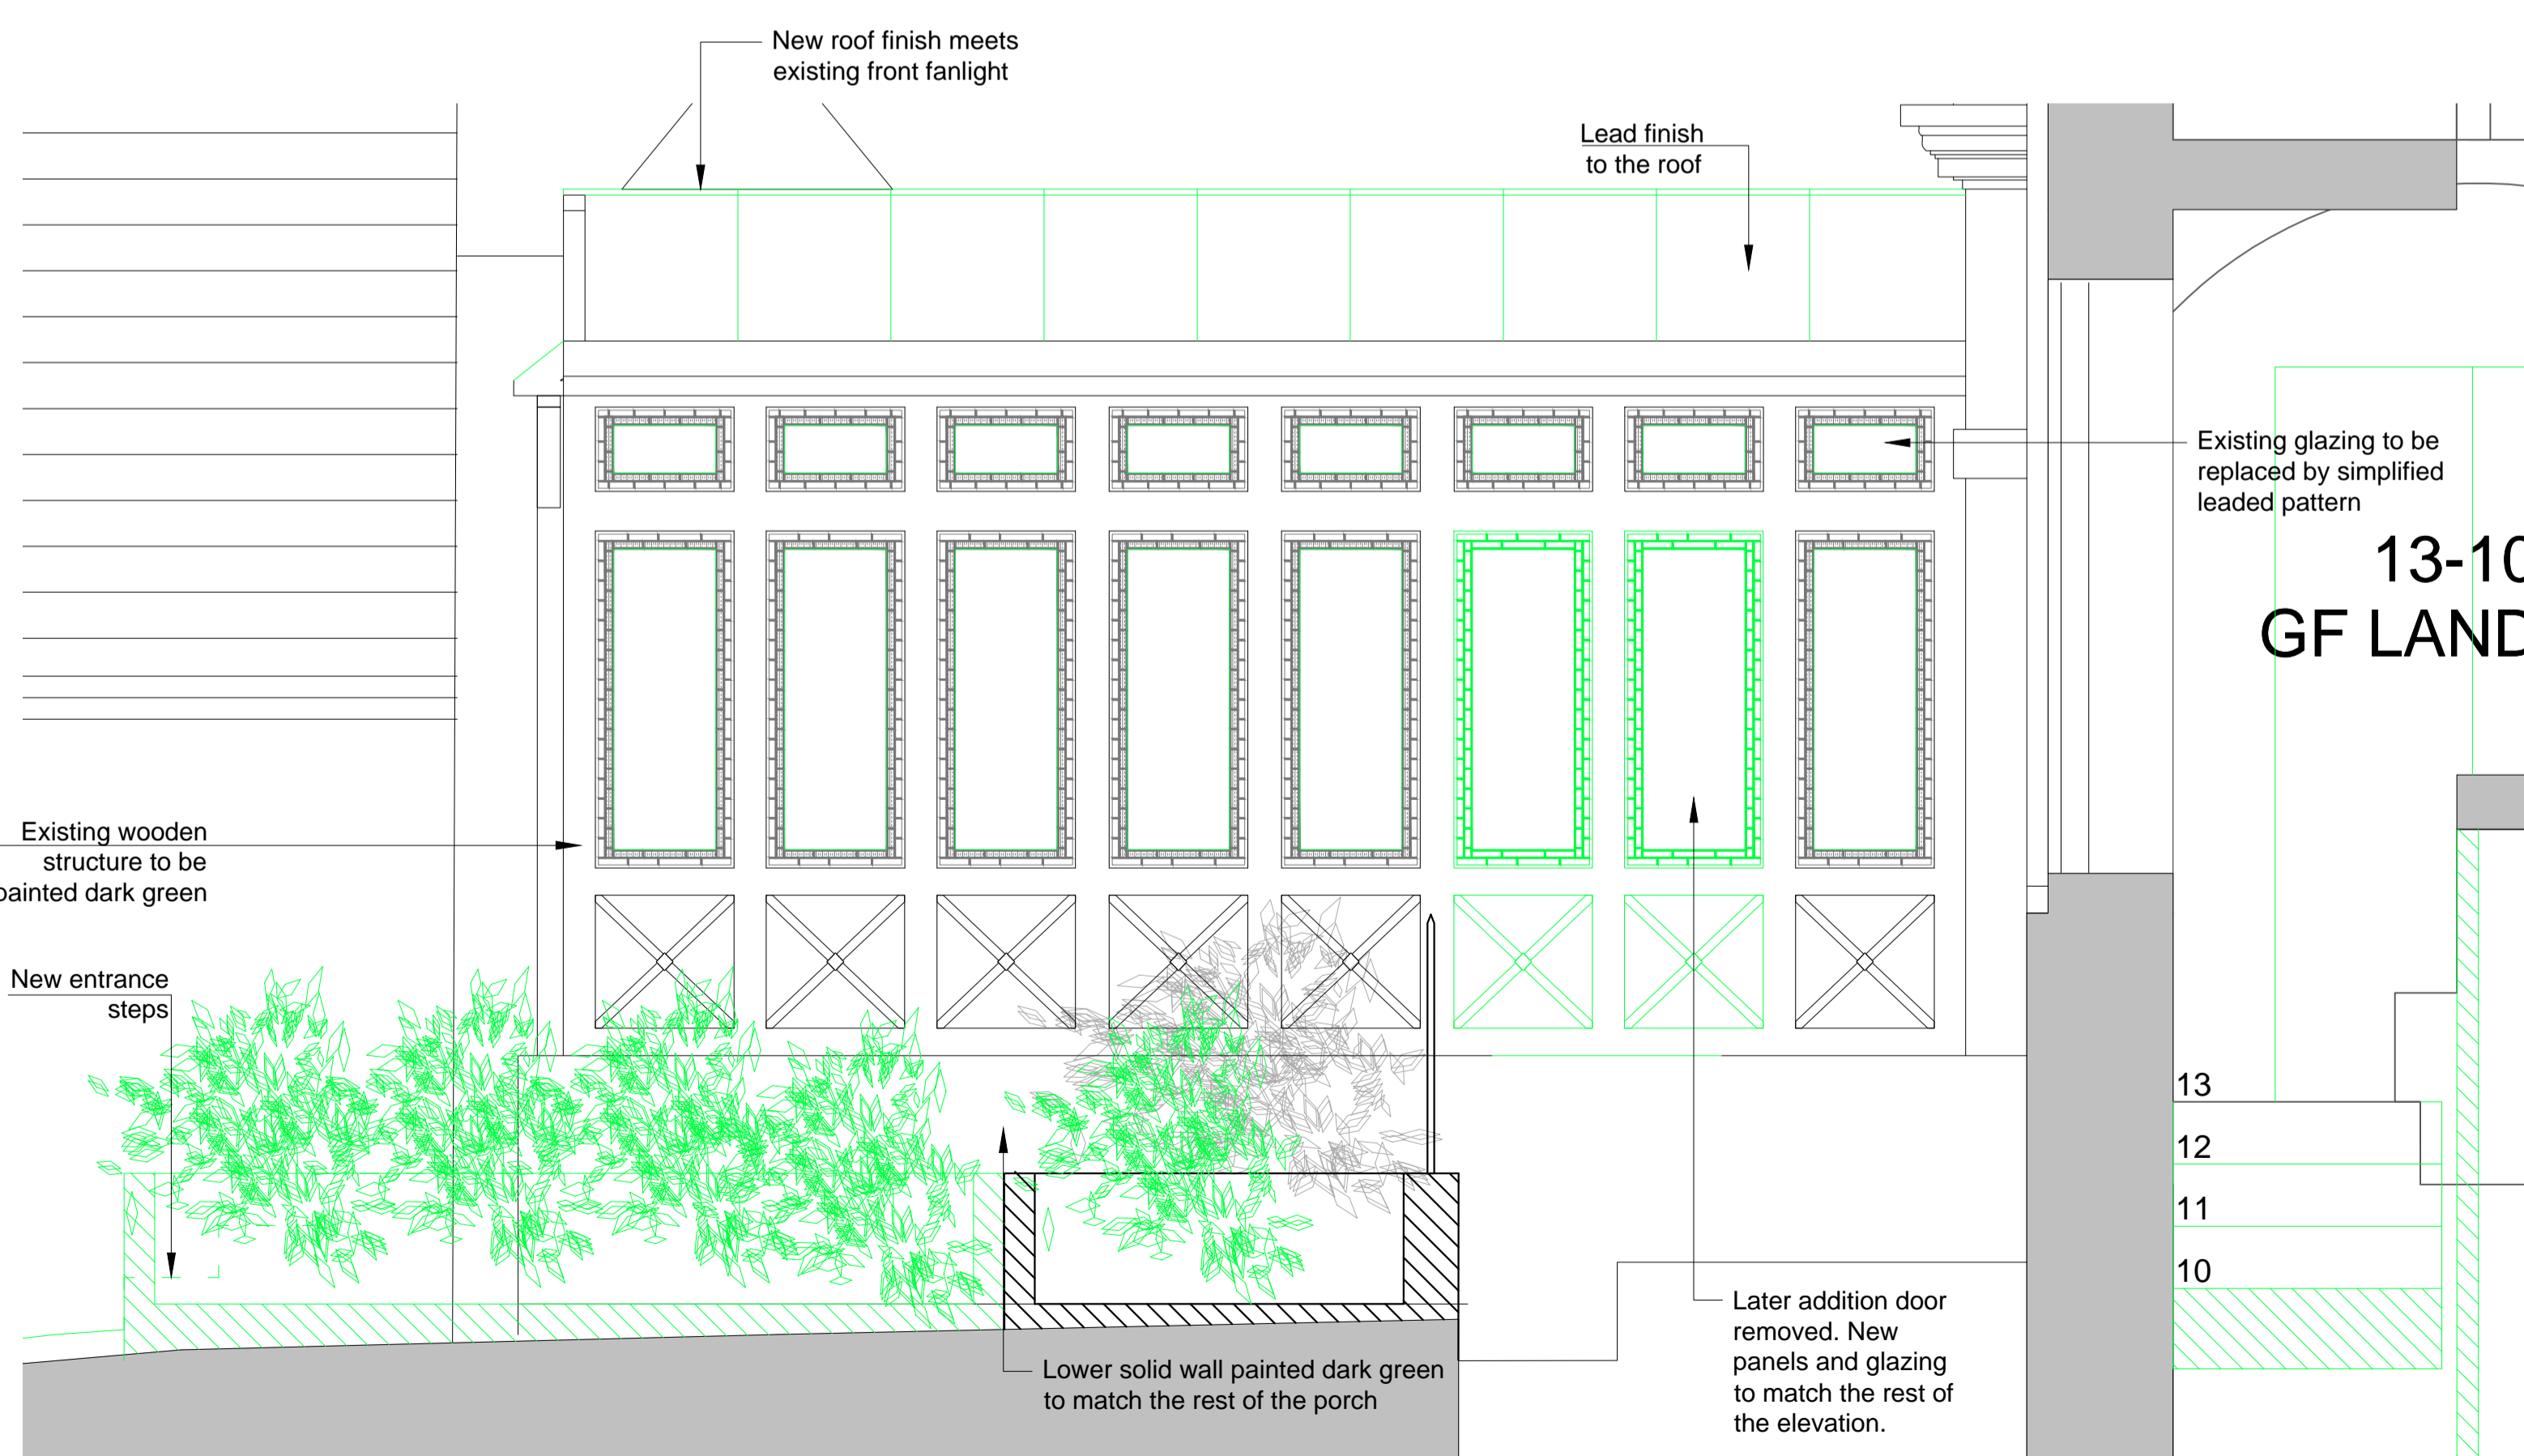 New roof finish meets
existing front fanlight
Lead finish
to the roof
Existing glazing to be
replaced by simplified
leaded pattern
13-10
GF LAND
Existing wooden
structure to be
painted dark green
New entrance
steps
13
12
11
10
Later addition door
removed. New
panels and glazing
to match the rest of
the elevation.
Lower solid wall painted dark green
to match the rest of the porch